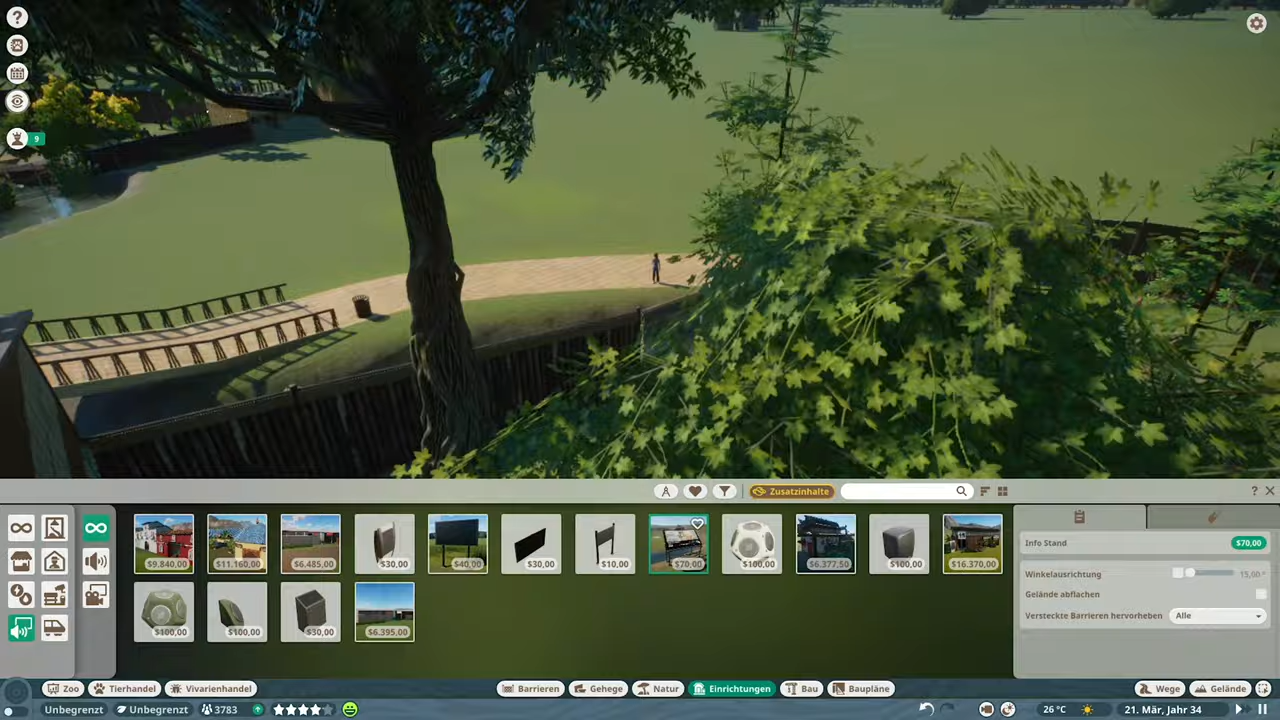 ?
9
Zusatzinhalte
? ×
$9.840,00 $11.160,00 $6.485,00 $30,00 $40,00 $30,00 $10,00 $70,00 $100,00 $6.377,50 $100,00 $16.370,00
$100,00 $100,00 $30,00 $6.395,00
Info Stand $70,00
Winkelausrichtung 15,00°
Gelände abflachen
Versteckte Barrieren hervorheben Alle
Zoo Tierhandel Vivarienhandel Barrieren Gehege Natur Einrichtungen Bau Baupläne Wege Gelände
Unbegrenzt Unbegrenzt 3783 26 °C 21. Mär, Jahr 34